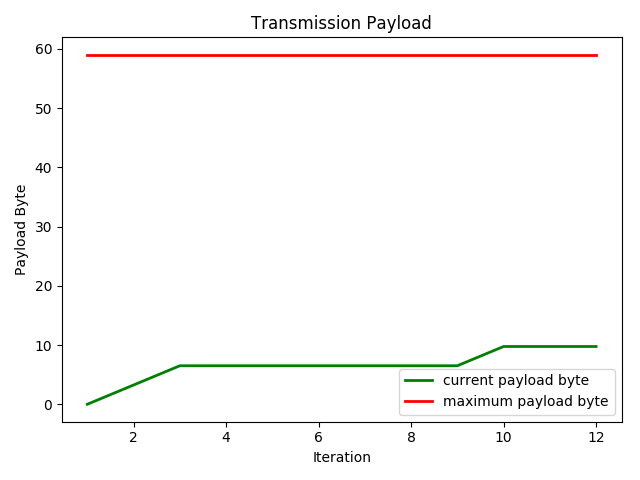 Transmission Payload
60
50
40
30
20
10
0
Payload Byte
2
4
6
8
10
12
Iteration
current payload byte
maximum payload byte